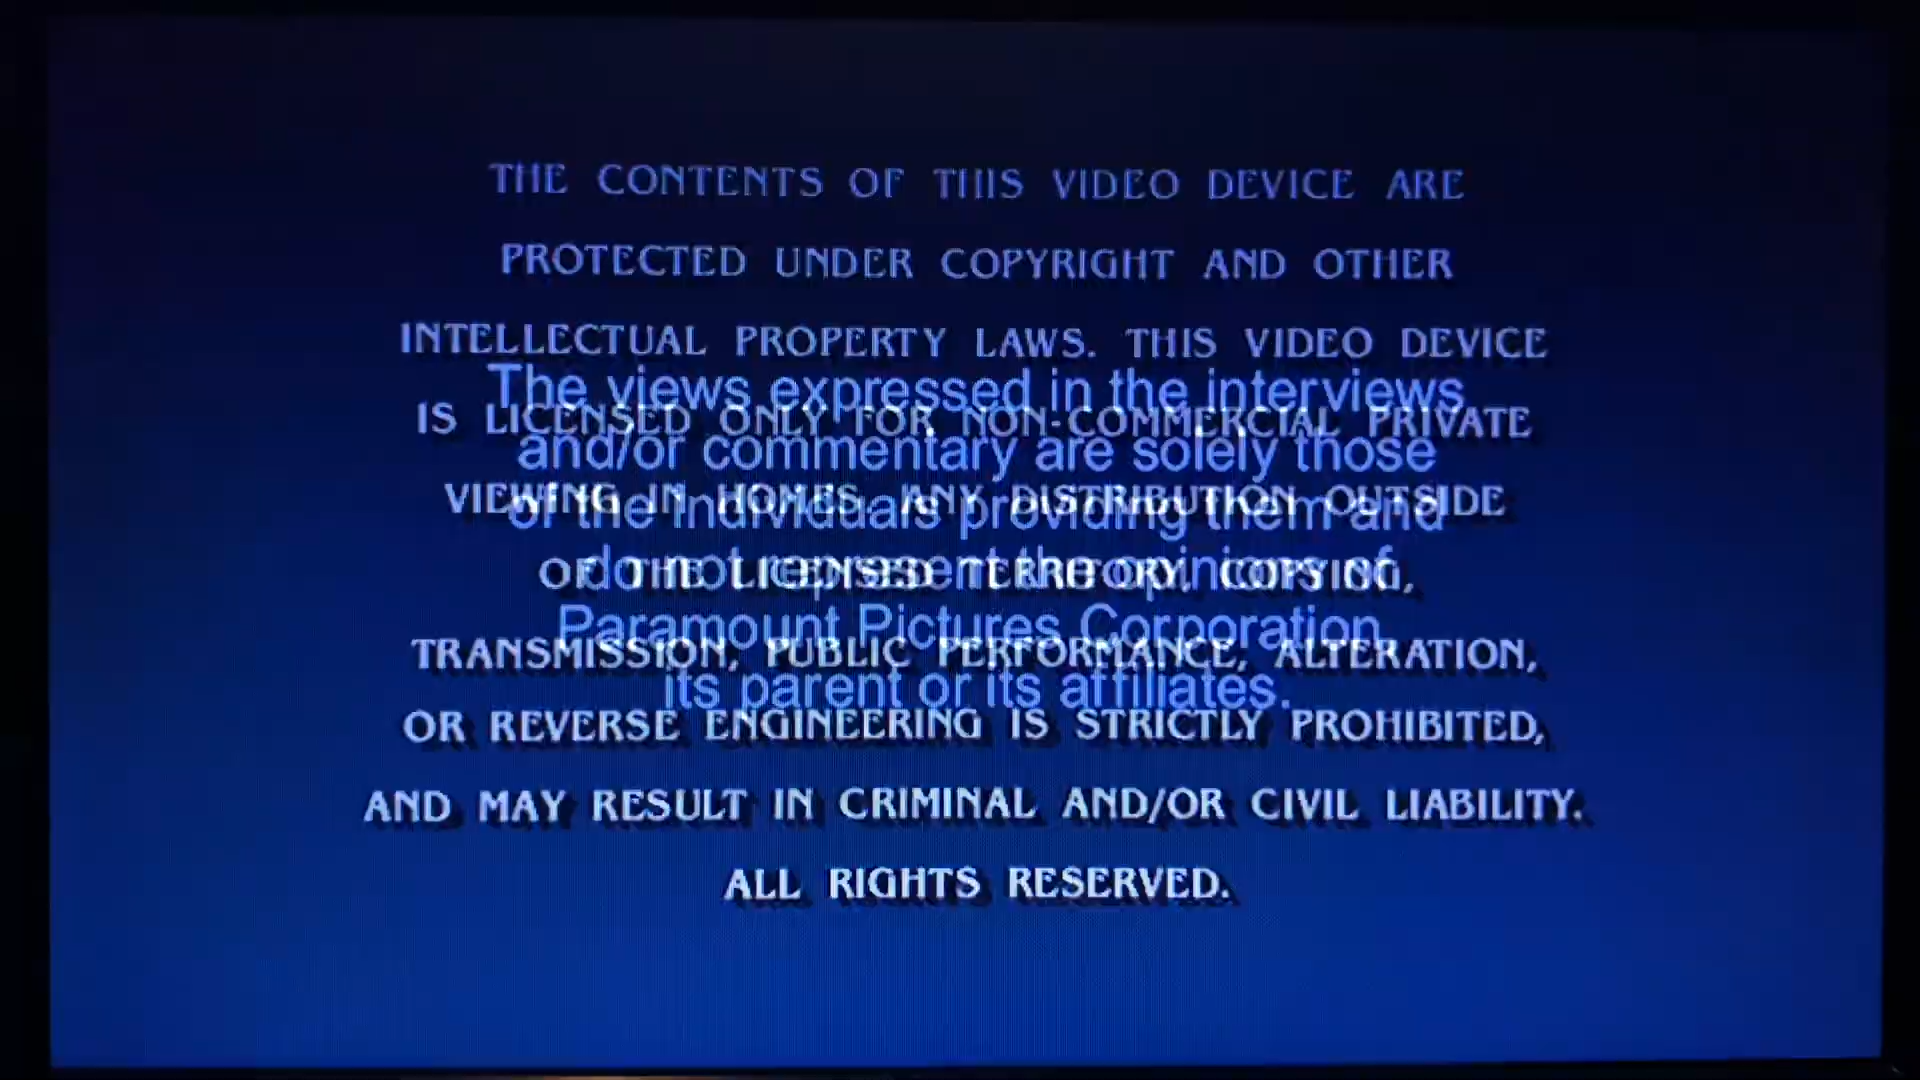 THE CONTENTS OF THIS VIDEO DEVICE ARE
PROTECTED UNDER COPYRIGHT AND OTHER
INTELLECTUAL PROPERTY LAWS. THIS VIDEO DEVICE
IS LICENSED ONLY FOR NON-COMMERCIAL PRIVATE
VIEWING IN HOMES. ANY DISTRIBUTION OUTSIDE
OF THE LICENSED TERRITORY, COPYING,
TRANSMISSION, PUBLIC PERFORMANCE, ALTERATION,
OR REVERSE ENGINEERING IS STRICTLY PROHIBITED,
AND MAY RESULT IN CRIMINAL AND/OR CIVIL LIABILITY.
ALL RIGHTS RESERVED.
The views expressed in the interviews
and/or commentary are solely those
of the individuals providing them and
do not represent the opinions of
Paramount Pictures Corporation,
its parent or its affiliates.